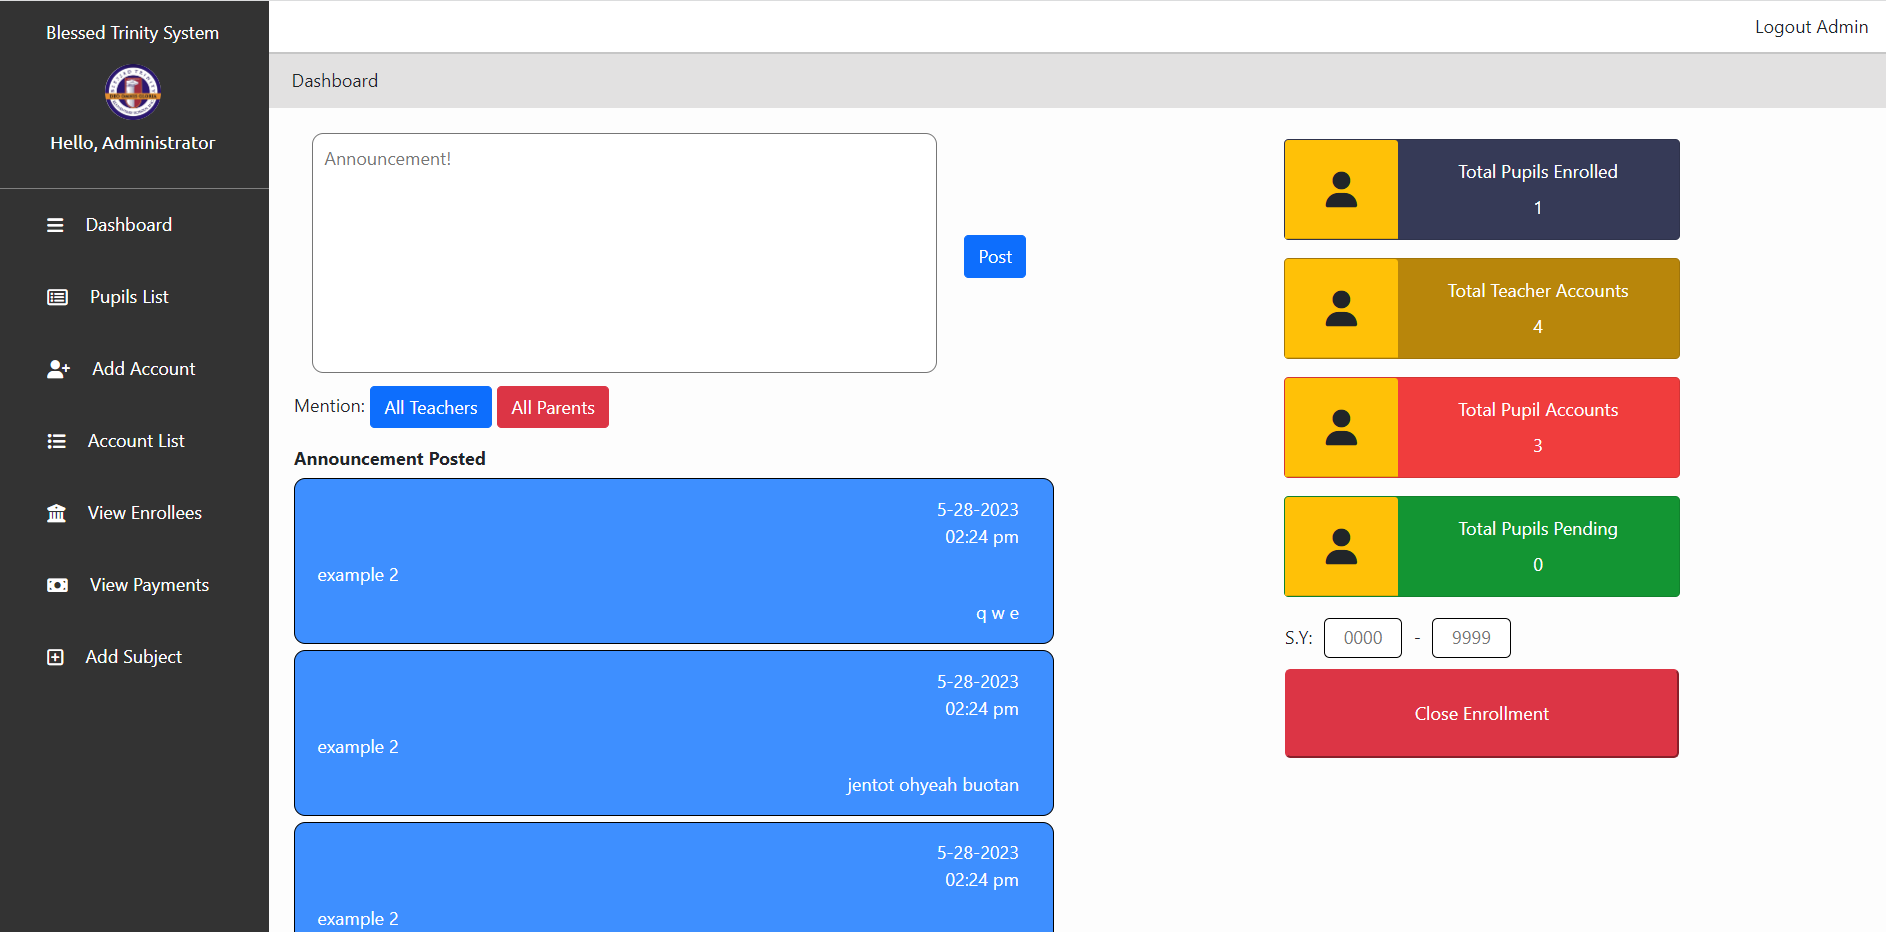 Blessed Trinity System
Hello, Administrator
Dashboard
Pupils List
Add Account
Account List
View Enrollees
View Payments
Add Subject
Logout Admin
Dashboard
Announcement!
Post
Mention: All Teachers All Parents
Announcement Posted
5-28-2023
02:24 pm
example 2
q w e
5-28-2023
02:24 pm
example 2
jentot ohyeah buotan
5-28-2023
02:24 pm
example 2
Total Pupils Enrolled
1
Total Teacher Accounts
4
Total Pupil Accounts
3
Total Pupils Pending
0
S.Y: 0000 - 9999
Close Enrollment